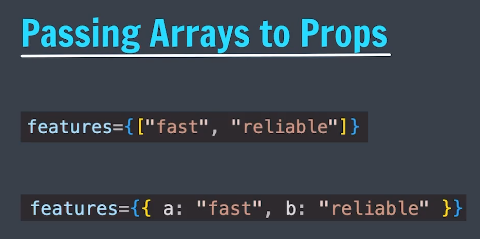 Passing Arrays to Props
features={["fast", "reliable"]}
features={{ a: "fast", b: "reliable" }}